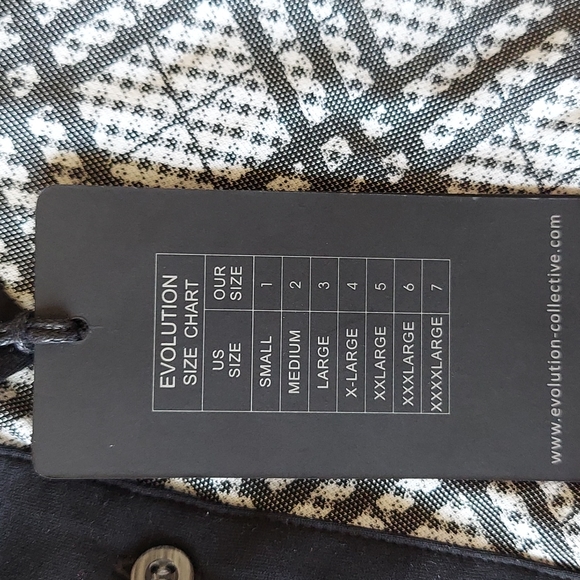 EVOLUTION
SIZE CHART
US SIZE OUR SIZE
SMALL 1
MEDIUM 2
LARGE 3
X-LARGE 4
XXLARGE 5
XXXLARGE 6
XXXXLARGE 7
www.evolution-collective.com